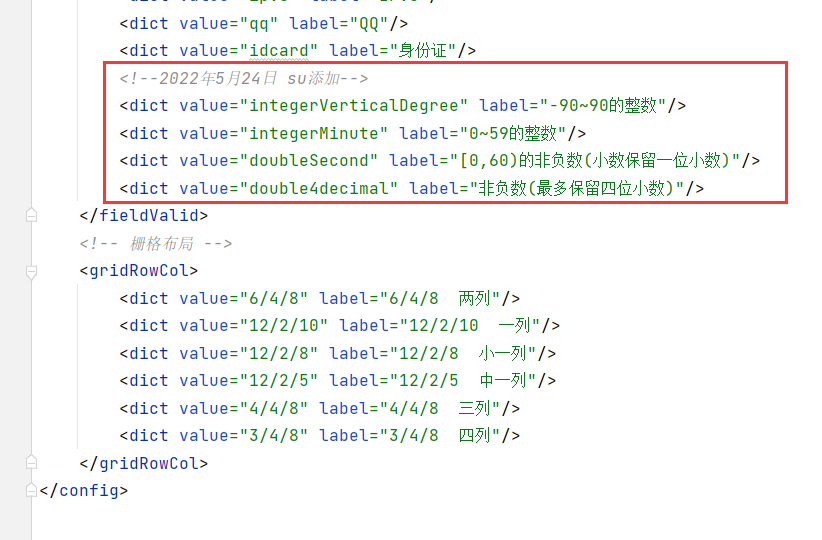 <dict value="qq" label="QQ"/>
<dict value="idcard" label="身份证"/>
<!--2022年5月24日 su添加-->
<dict value="integerVerticalDegree" label="-90~90的整数"/>
<dict value="integerMinute" label="0~59的整数"/>
<dict value="doubleSecond" label="[0,60)的非负数(小数保留一位小数)"/>
<dict value="double4decimal" label="非负数(最多保留四位小数)"/>
</fieldValid>
<!-- 栅格布局 -->
<gridRowCol>
<dict value="6/4/8" label="6/4/8  两列"/>
<dict value="12/2/10" label="12/2/10  一列"/>
<dict value="12/2/8" label="12/2/8  小一列"/>
<dict value="12/2/5" label="12/2/5  中一列"/>
<dict value="4/4/8" label="4/4/8  三列"/>
<dict value="3/4/8" label="3/4/8  四列"/>
</gridRowCol>
</config>